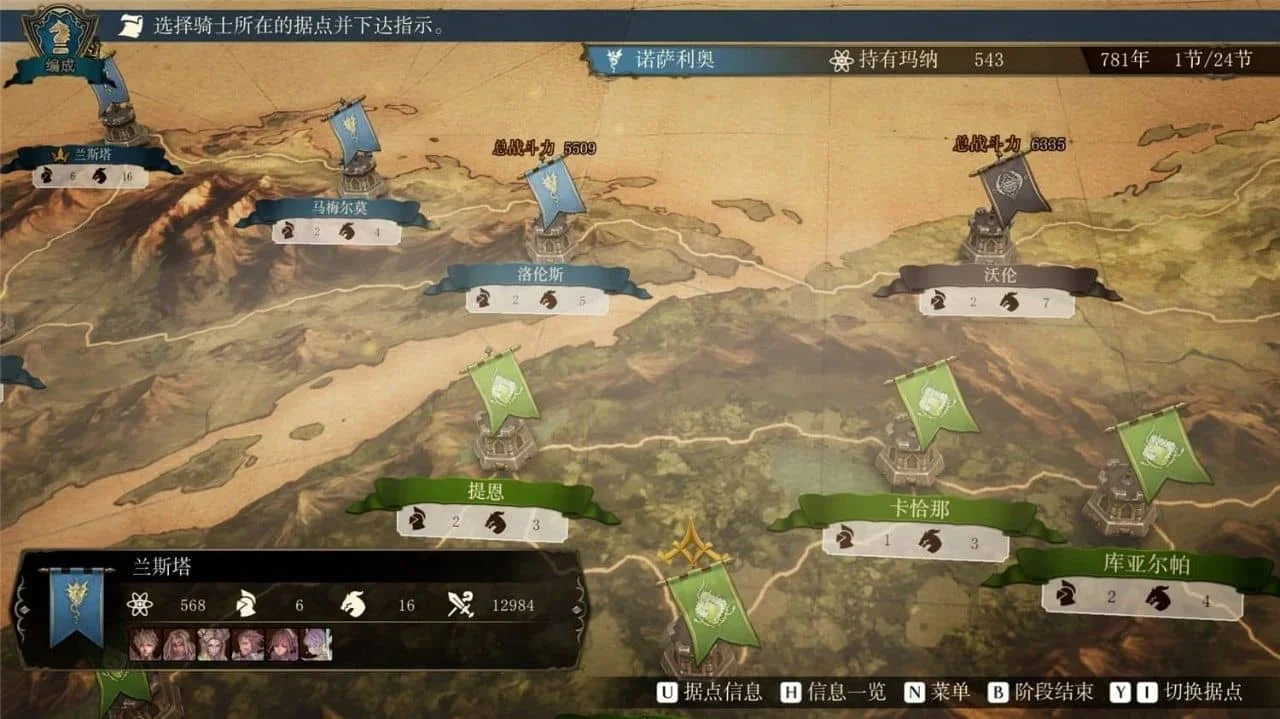 选择骑士所在的据点并下达指示。
编成
诺萨利奥 持有玛纳 543 781年 1节/24节
兰斯塔
6 16
马梅尔莫
2 4
总战斗力 5509
洛伦斯
2 5
总战斗力 6335
沃伦
2 7
提恩
2 3
卡恰那
1 3
库亚尔帕
2 4
兰斯塔
568 6 16 12984
U 据点信息 H 信息一览 N 菜单 B 阶段结束 Y I 切换据点